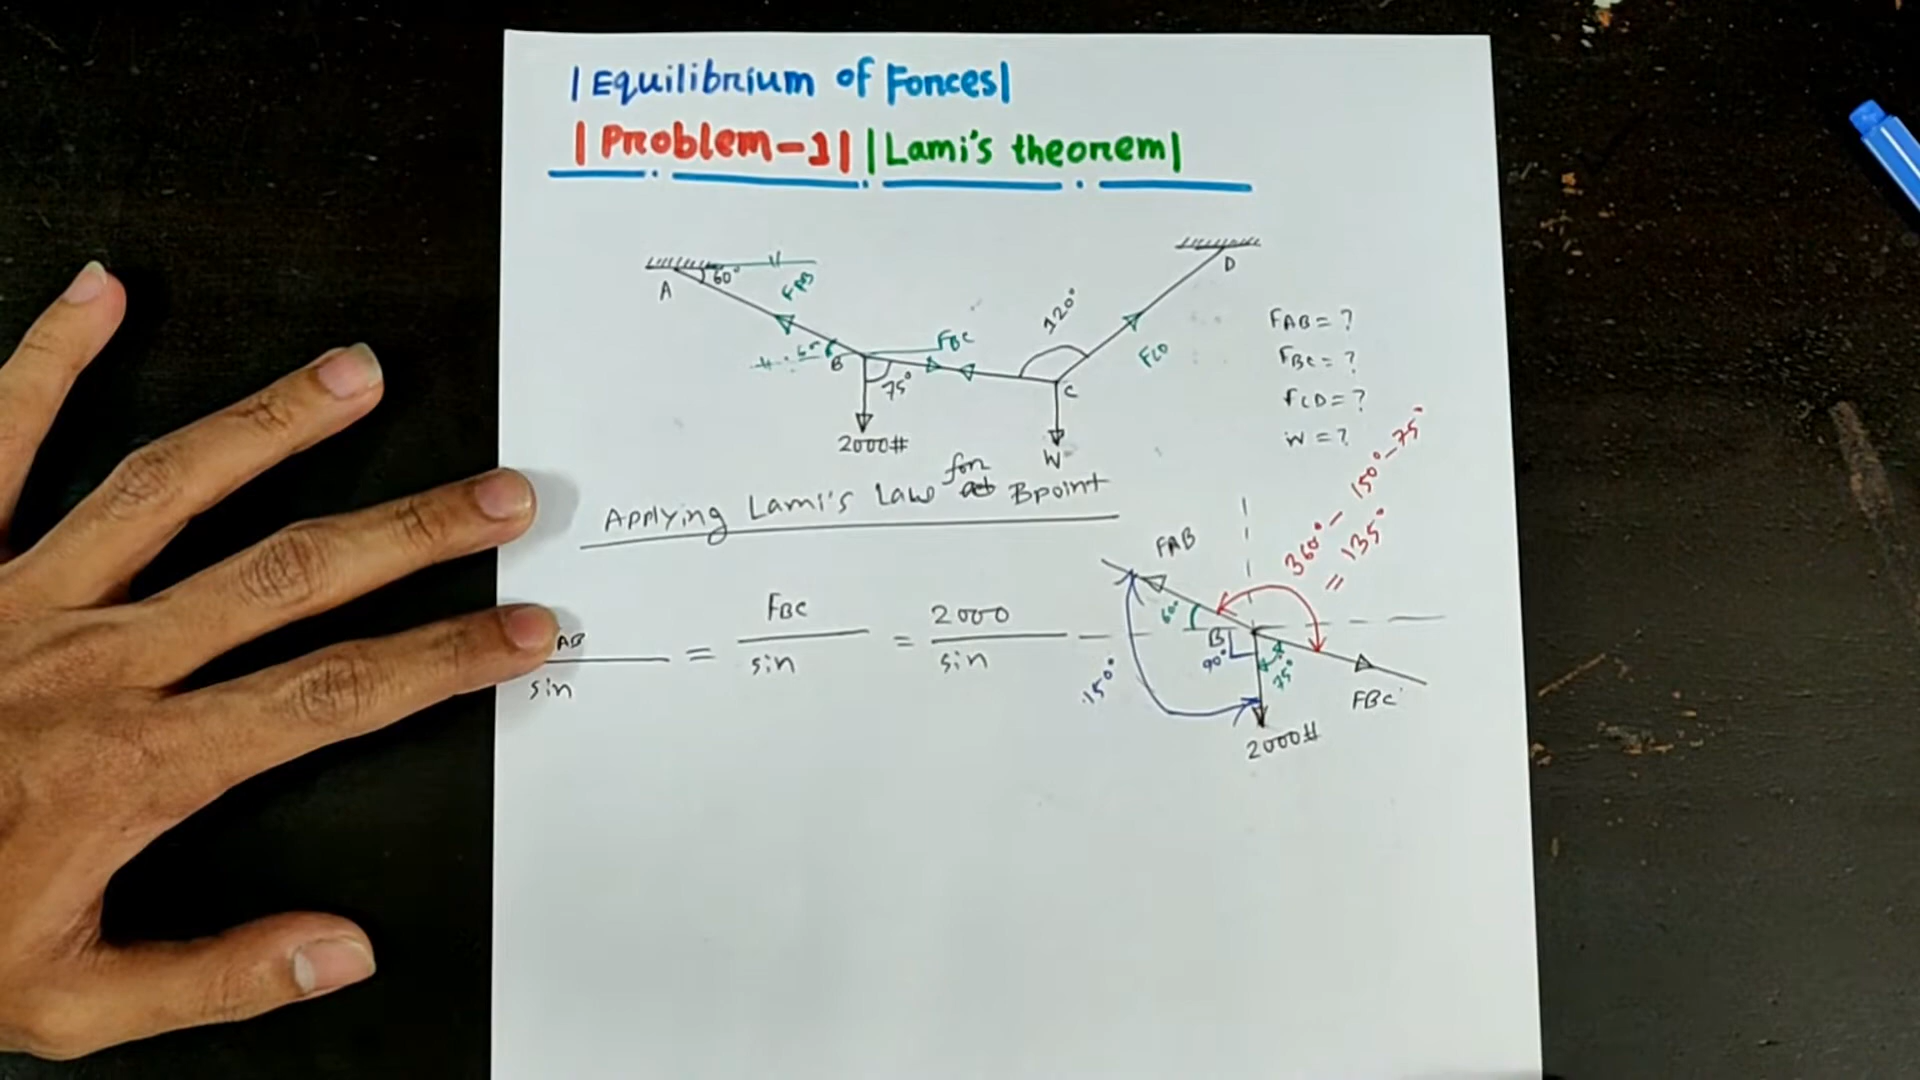 |Equilibrium of Forces|
|Problem-1| |Lami's theorem|
A
60°
FAB
60°
B
75°
2000#
FBC
120°
C
W
FCD
D
FAB = ?
FBC = ?
FCD = ?
W = ?
Applying Lami's Law for Bpoint
AB
sin
=
FBC
sin
=
2000
sin
360° - 150° - 75°
= 135°
FAB
60°
B
90°
75°
150°
FBC
2000#